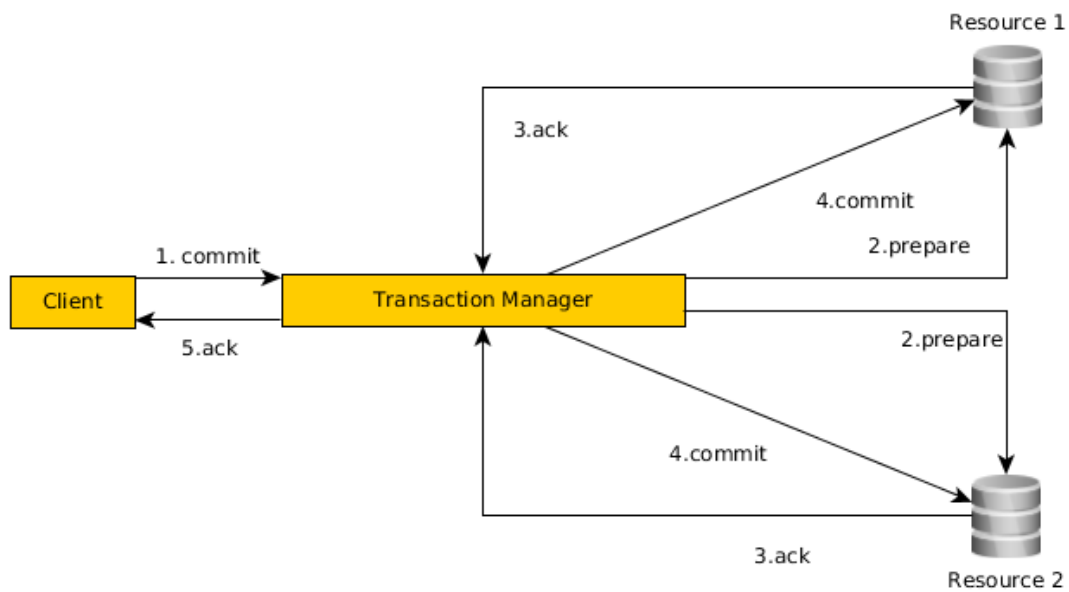 Resource 1
3.ack
4.commit
2.prepare
1. commit
Client
Transaction Manager
5.ack
2.prepare
4.commit
3.ack
Resource 2